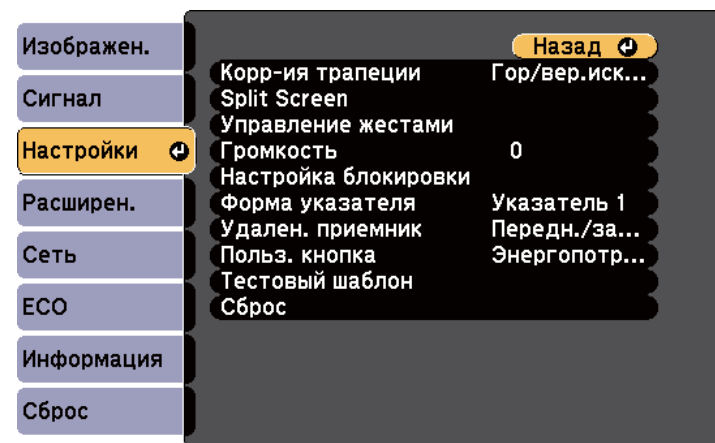 Изображен.
Сигнал
Настройки
Расширен.
Сеть
ECO
Информация
Сброс
Назад
Корр-ия трапеции Гор/вер.иск...
Split Screen
Управление жестами
Громкость 0
Настройка блокировки
Форма указателя Указатель 1
Удален. приемник Передн./за...
Польз. кнопка Энергопотр...
Тестовый шаблон
Сброс